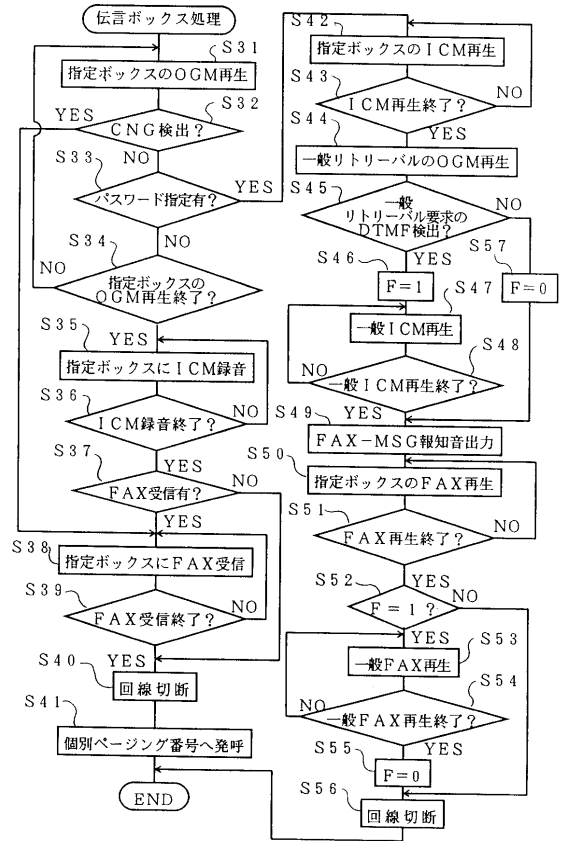 伝言ボックス処理
S31
指定ボックスのOGM再生
YES
S32
CNG検出?
NO
S33
パスワード指定有?
YES
NO
S34
NO
指定ボックスの
OGM再生終了?
S35
YES
指定ボックスにICM録音
S36
ICM録音終了?
NO
S37
YES
FAX受信有?
NO
YES
S38
指定ボックスにFAX受信
S39
FAX受信終了?
NO
YES
S40
回線切断
S41
個別ページング番号へ発呼
END
S42
指定ボックスのICM再生
S43
NO
ICM再生終了?
S44
YES
一般リトリーバルのOGM再生
S45
一般
リトリーバル要求の
DTMF検出?
NO
S57
S46
YES
F=1
F=0
S47
一般ICM再生
S48
NO
一般ICM再生終了?
S49
YES
FAX-MSG報知音出力
S50
指定ボックスのFAX再生
S51
NO
FAX再生終了?
S52
YES
F=1?
NO
YES
S53
一般FAX再生
S54
NO
一般FAX再生終了?
S55
YES
F=0
S56
回線切断